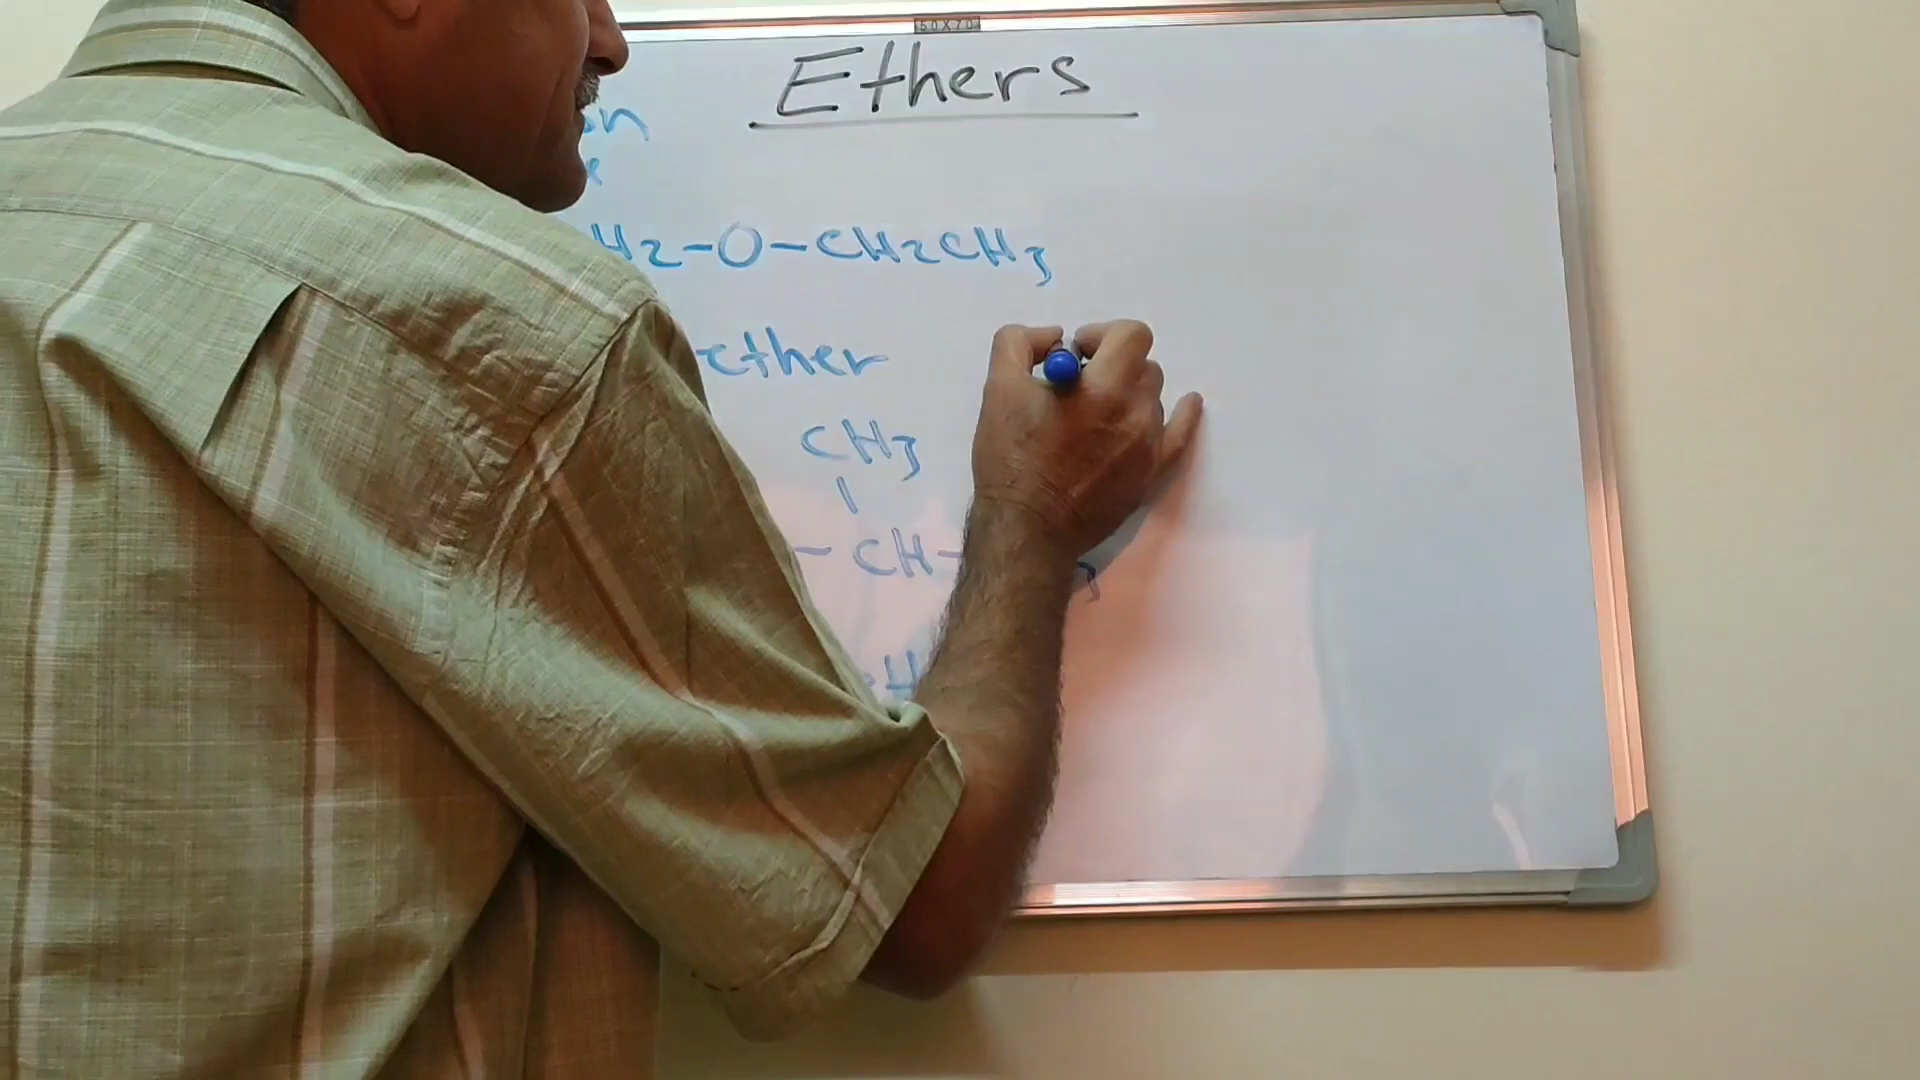 50X70
Ethers
on
H2-O-CH2CH3
-ether
CH3
- CH -